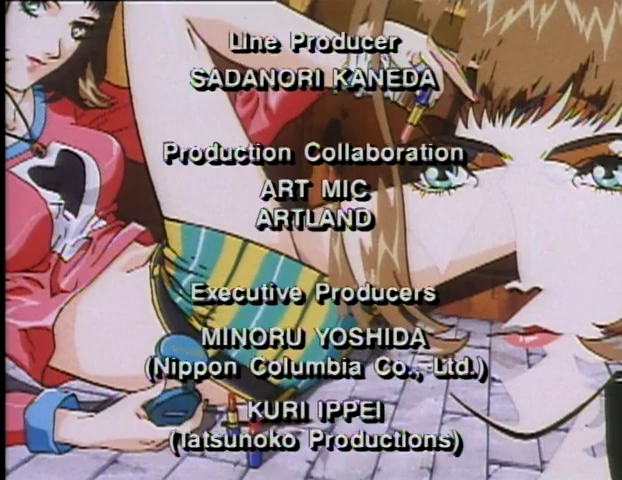 Line Producer
SADANORI KANEDA
Production Collaboration
ART MIC
ARTLAND
Executive Producers
MINORU YOSHIDA
(Nippon Columbia Co., Ltd.)
KURI IPPEI
(Tatsunoko Productions)